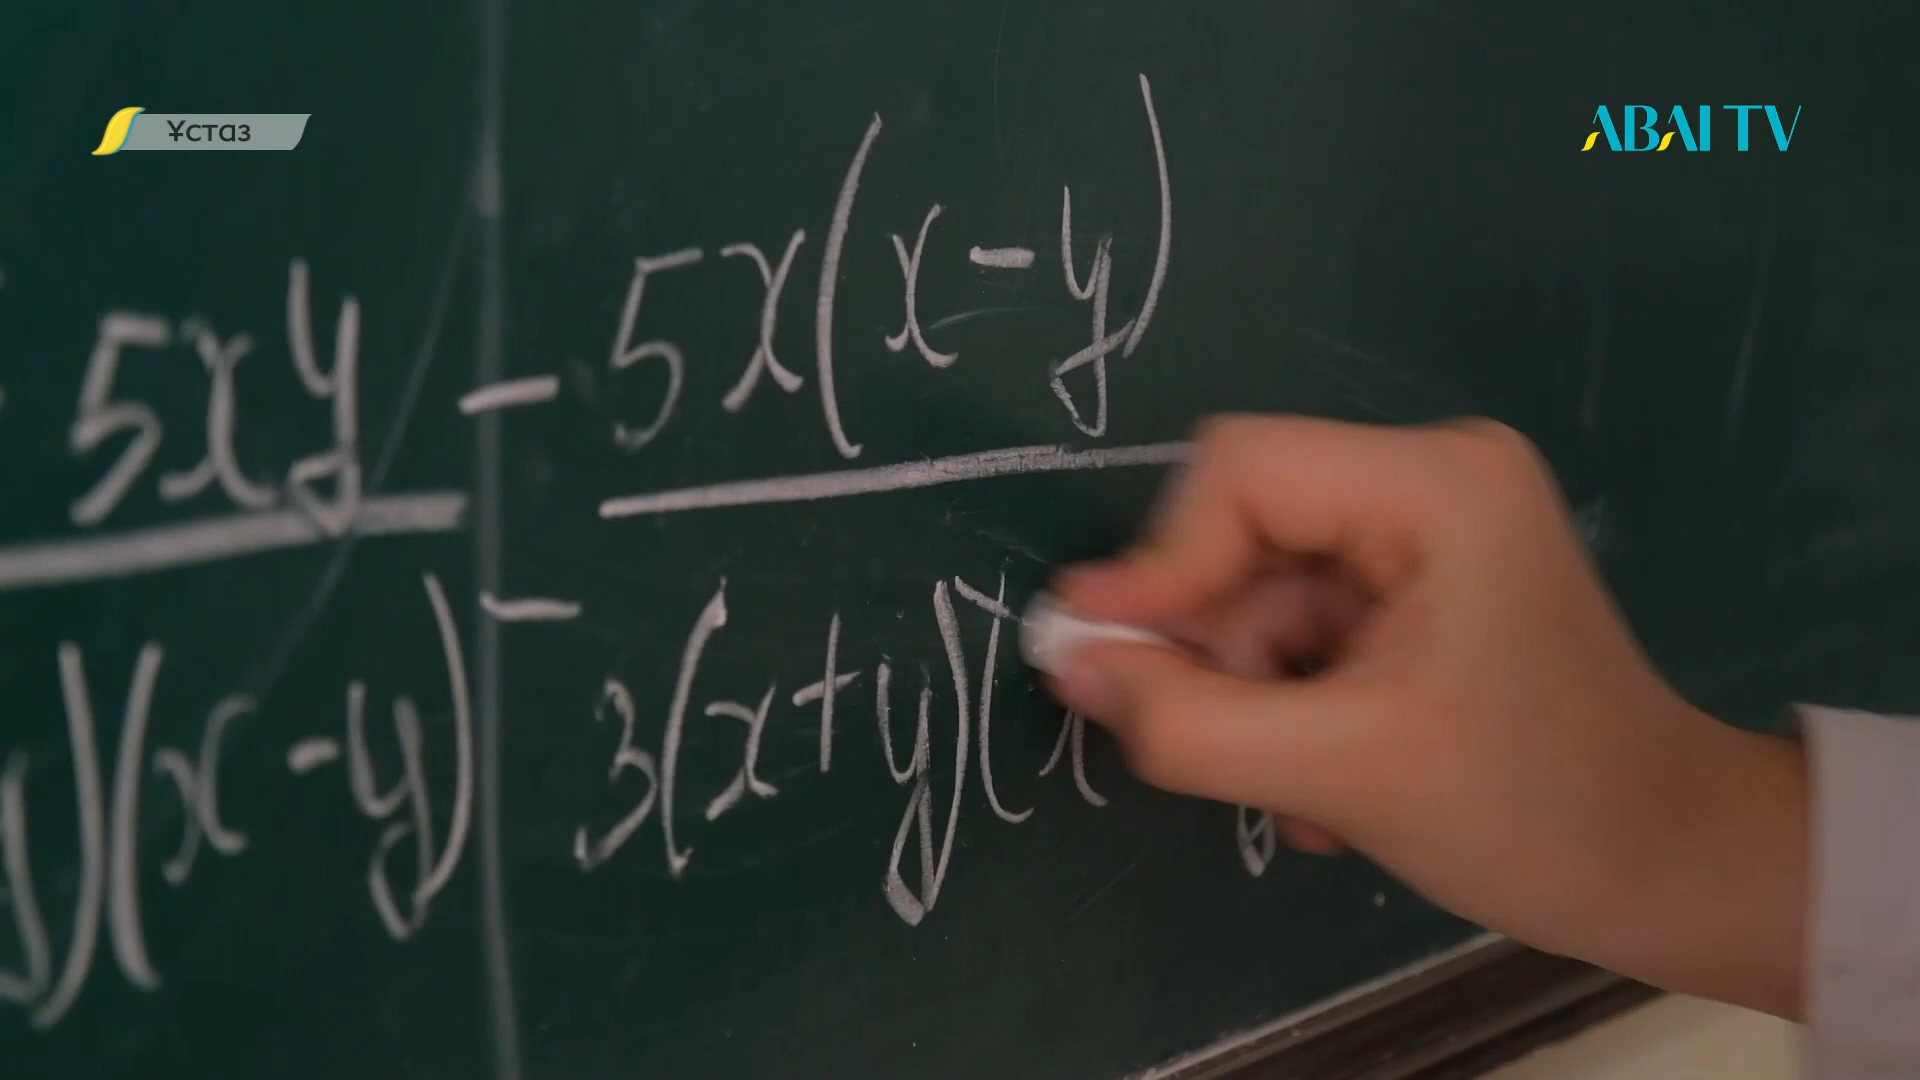 Ұстаз
ABAI TV
5xy - 5x(x-y)
y)(x-y) - 3(x+y)(x